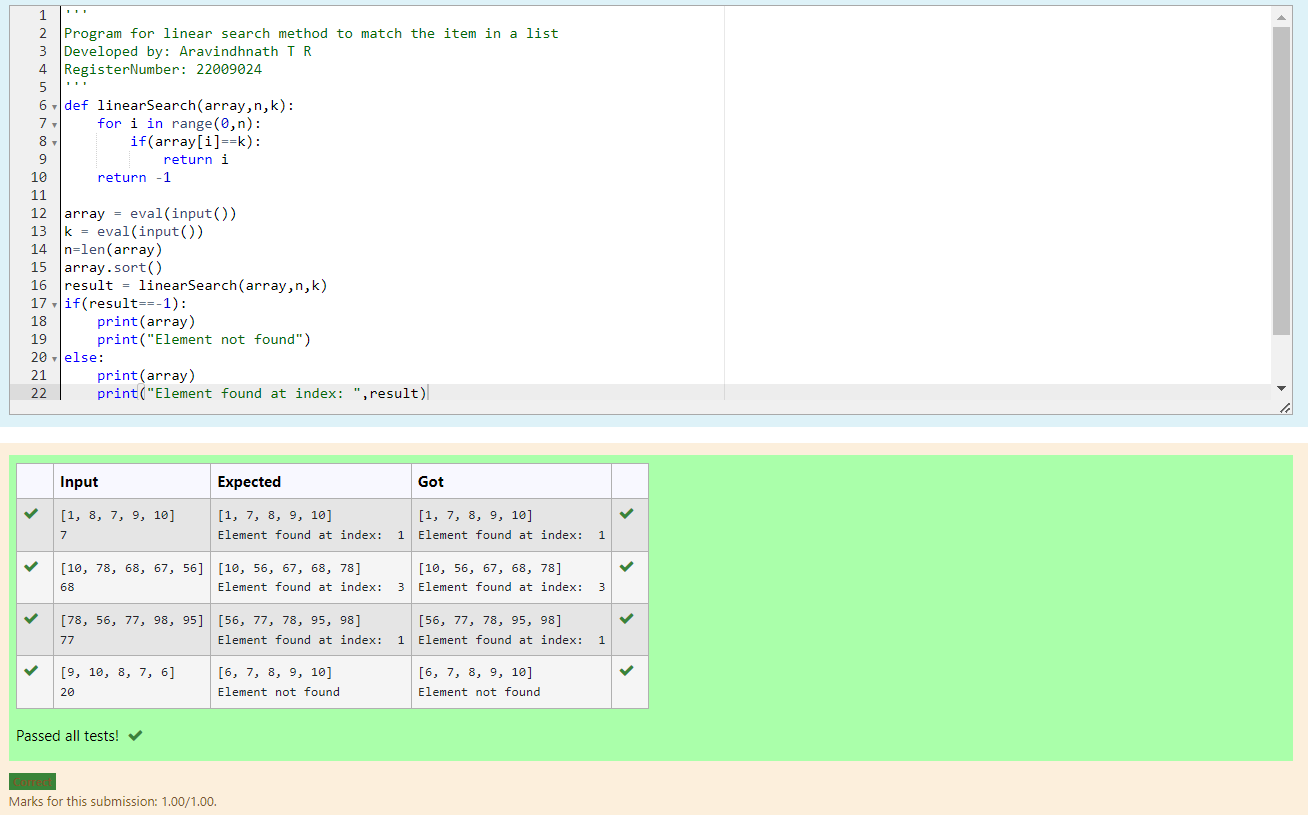 1 '''
2 Program for linear search method to match the item in a list
3 Developed by: Aravindhnath T R
4 RegisterNumber: 22009024
5 '''
6 def linearSearch(array,n,k):
7     for i in range(0,n):
8         if(array[i]==k):
9             return i
10     return -1
11
12 array = eval(input())
13 k = eval(input())
14 n=len(array)
15 array.sort()
16 result = linearSearch(array,n,k)
17 if(result==-1):
18     print(array)
19     print("Element not found")
20 else:
21     print(array)
22     print("Element found at index: ",result)
Input Expected Got
[1, 8, 7, 9, 10] [1, 7, 8, 9, 10] [1, 7, 8, 9, 10]
7 Element found at index:  1 Element found at index:  1
[10, 78, 68, 67, 56] [10, 56, 67, 68, 78] [10, 56, 67, 68, 78]
68 Element found at index:  3 Element found at index:  3
[78, 56, 77, 98, 95] [56, 77, 78, 95, 98] [56, 77, 78, 95, 98]
77 Element found at index:  1 Element found at index:  1
[9, 10, 8, 7, 6] [6, 7, 8, 9, 10] [6, 7, 8, 9, 10]
20 Element not found Element not found
Passed all tests!
Correct
Marks for this submission: 1.00/1.00.